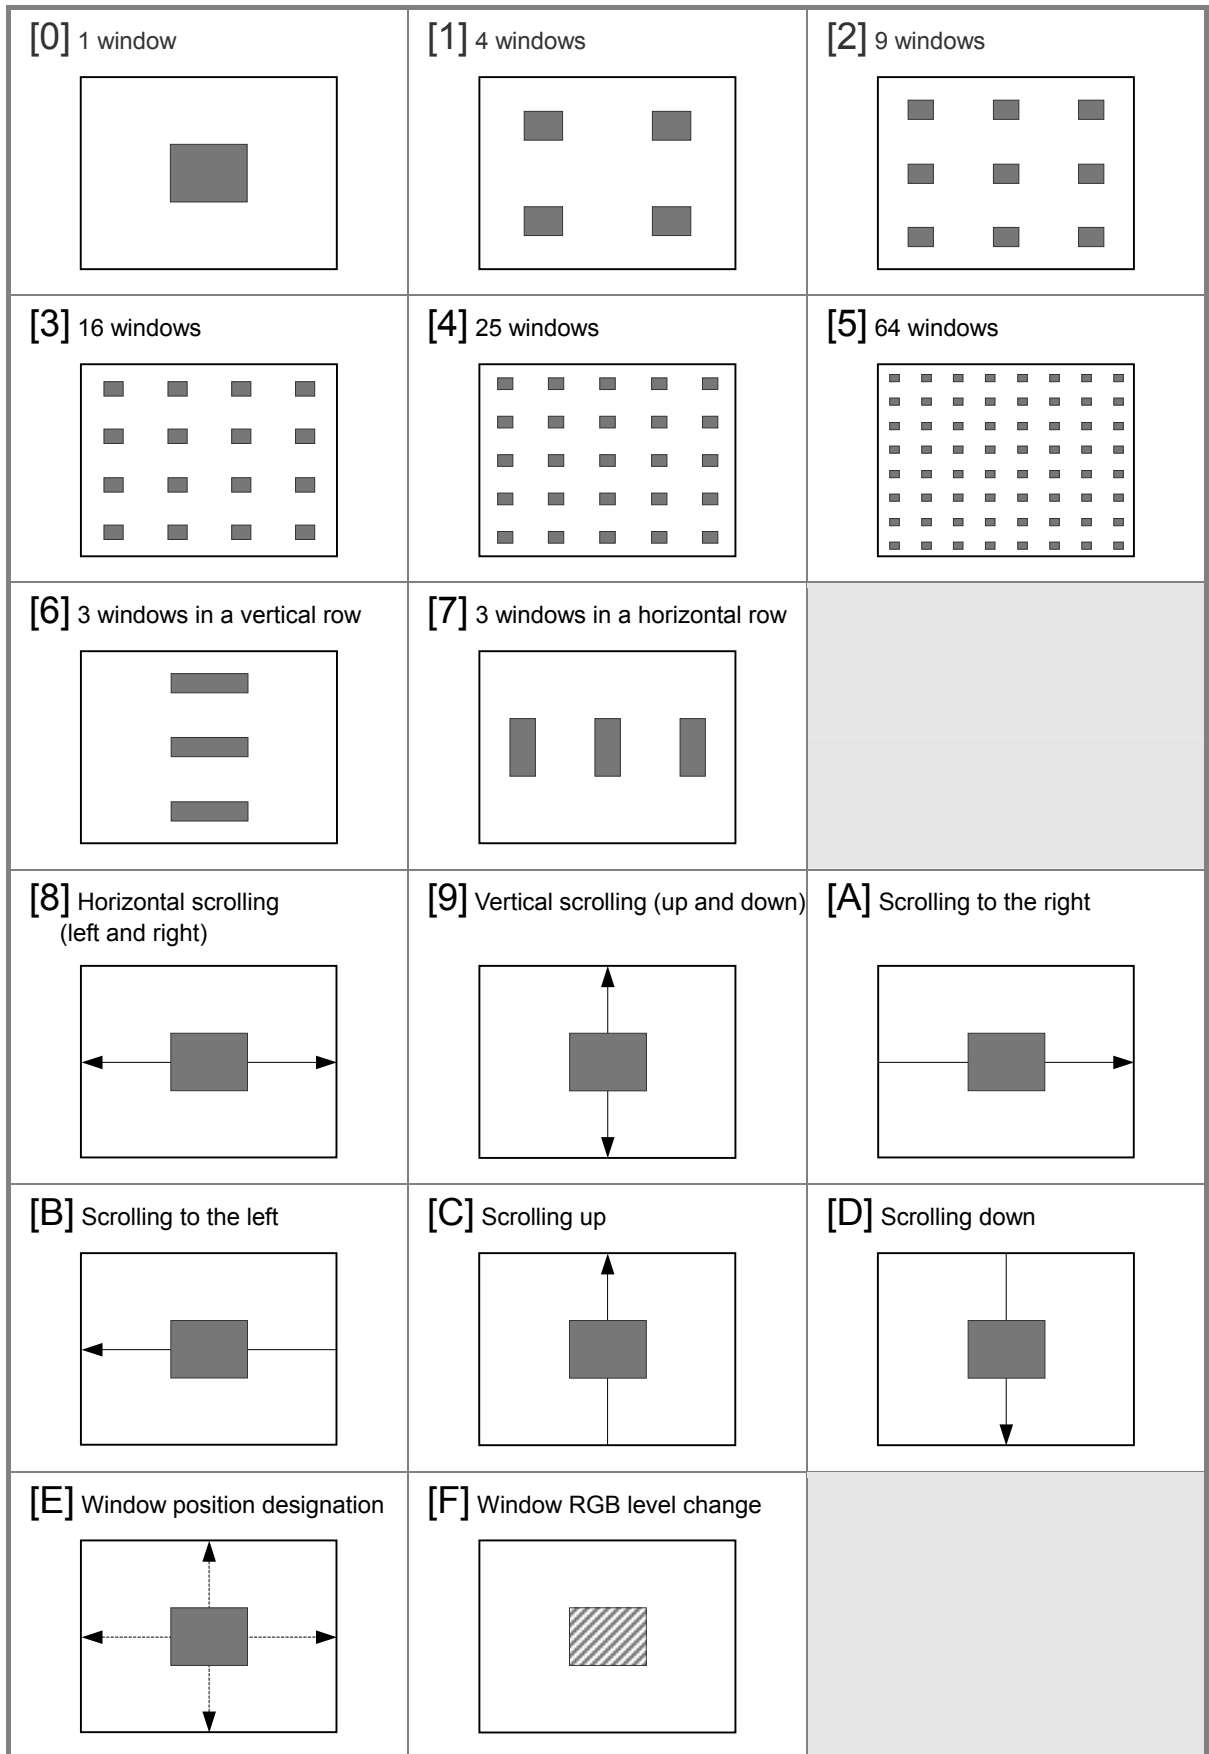 [0] 1 window
[1] 4 windows
[2] 9 windows
[3] 16 windows
[4] 25 windows
[5] 64 windows
[6] 3 windows in a vertical row
[7] 3 windows in a horizontal row
[8] Horizontal scrolling
(left and right)
[9] Vertical scrolling (up and down)
[A] Scrolling to the right
[B] Scrolling to the left
[C] Scrolling up
[D] Scrolling down
[E] Window position designation
[F] Window RGB level change